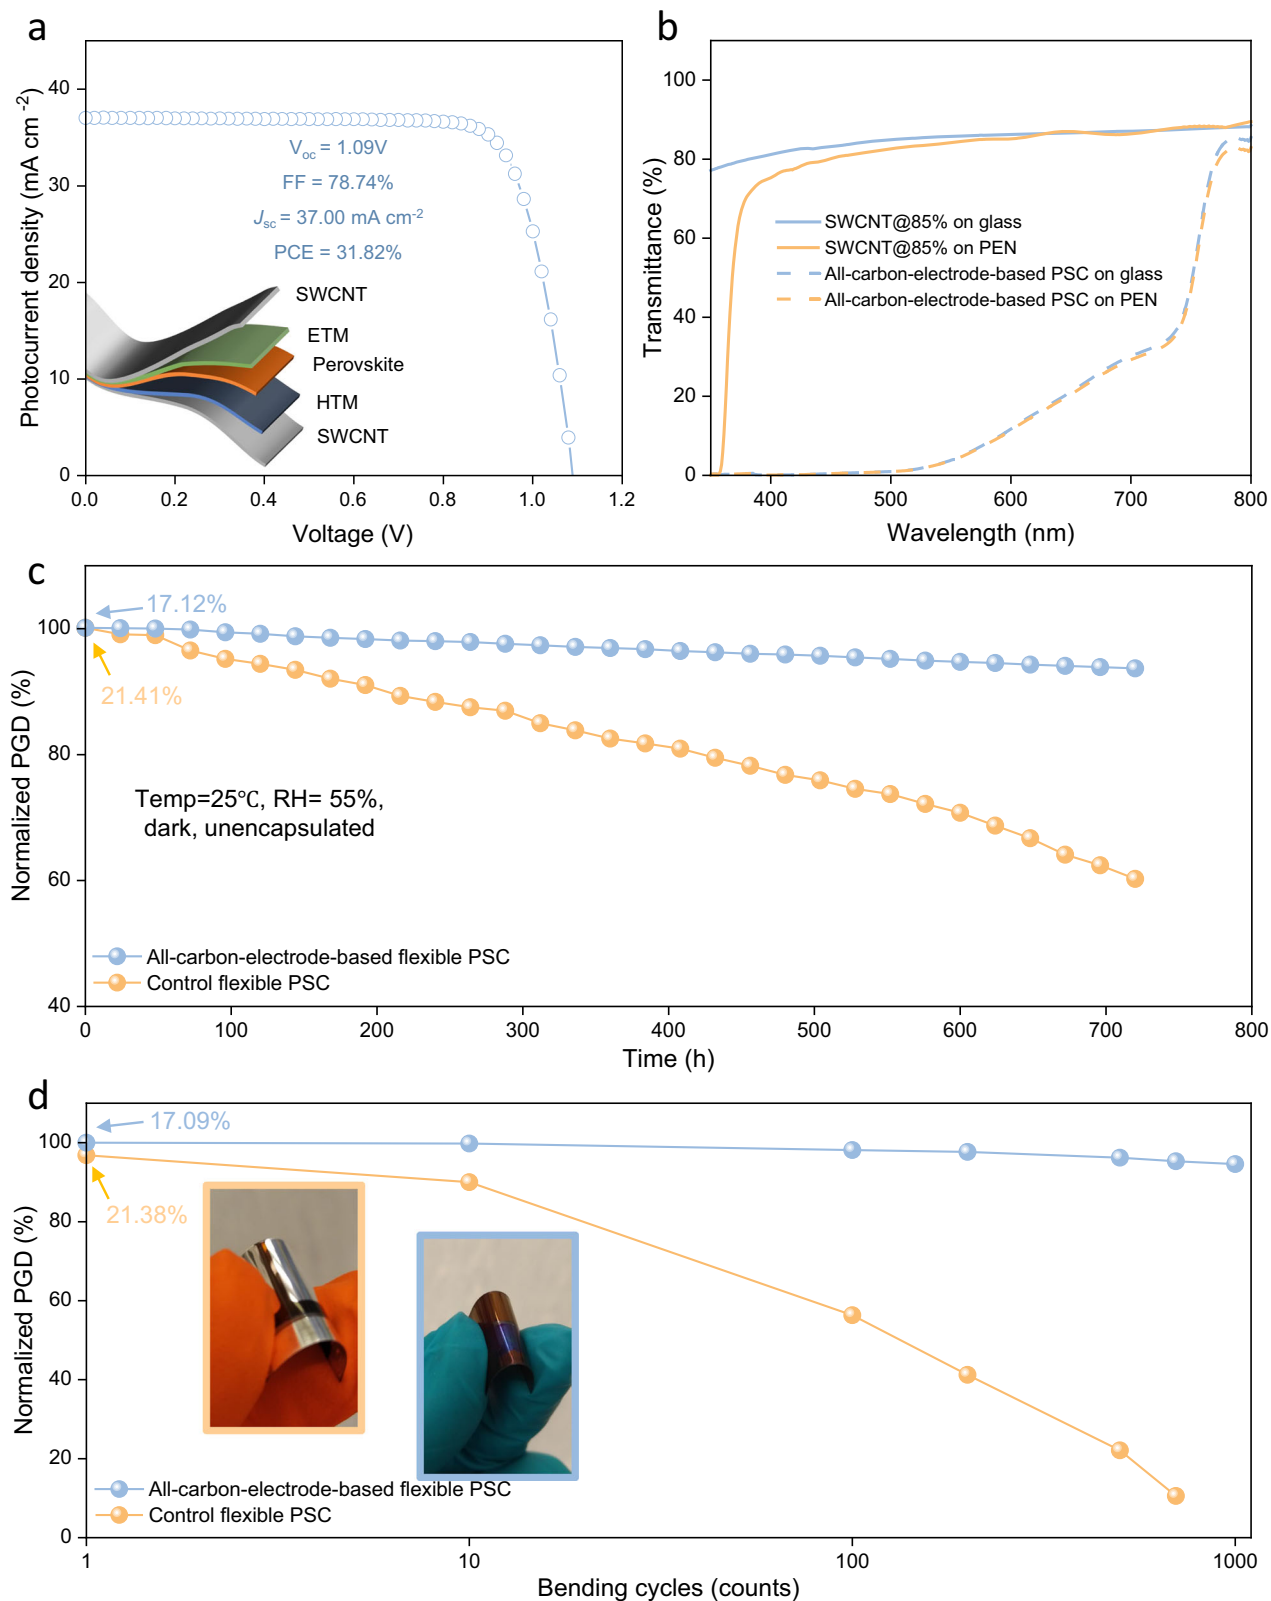 a
Photocurrent density (mA cm⁻²)
40
30
20
10
0
0.0 0.2 0.4 0.6 0.8 1.0 1.2
Voltage (V)
V_oc = 1.09V
FF = 78.74%
J_sc = 37.00 mA cm⁻²
PCE = 31.82%
SWCNT
ETM
Perovskite
HTM
SWCNT
b
Transmittance (%)
100
80
60
40
20
0
400 500 600 700 800
Wavelength (nm)
SWCNT@85% on glass
SWCNT@85% on PEN
All-carbon-electrode-based PSC on glass
All-carbon-electrode-based PSC on PEN
c
Normalized PGD (%)
100
80
60
40
0 100 200 300 400 500 600 700 800
Time (h)
17.12%
21.41%
Temp=25℃, RH= 55%,
dark, unencapsulated
All-carbon-electrode-based flexible PSC
Control flexible PSC
d
Normalized PGD (%)
100
80
60
40
20
0
1 10 100 1000
Bending cycles (counts)
17.09%
21.38%
All-carbon-electrode-based flexible PSC
Control flexible PSC